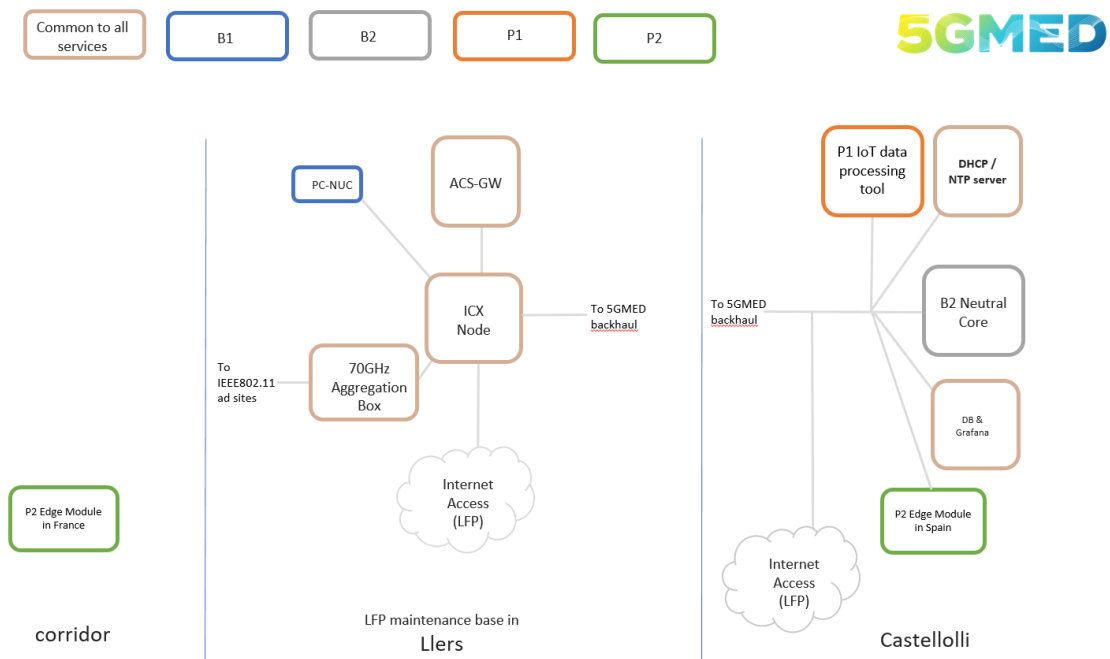 Common to all
services
B1
B2
P1
P2
5GMED
PC-NUC
ACS-GW
ICX
Node
To 5GMED
backhaul
To
IEEE802.11
ad sites
70GHz
Aggregation
Box
Internet
Access
(LFP)
P2 Edge Module
in France
corridor
LFP maintenance base in
Llers
P1 IoT data
processing
tool
DHCP /
NTP server
To 5GMED
backhaul
B2 Neutral
Core
DB &
Grafana
P2 Edge Module
in Spain
Internet
Access
(LFP)
Castellolli